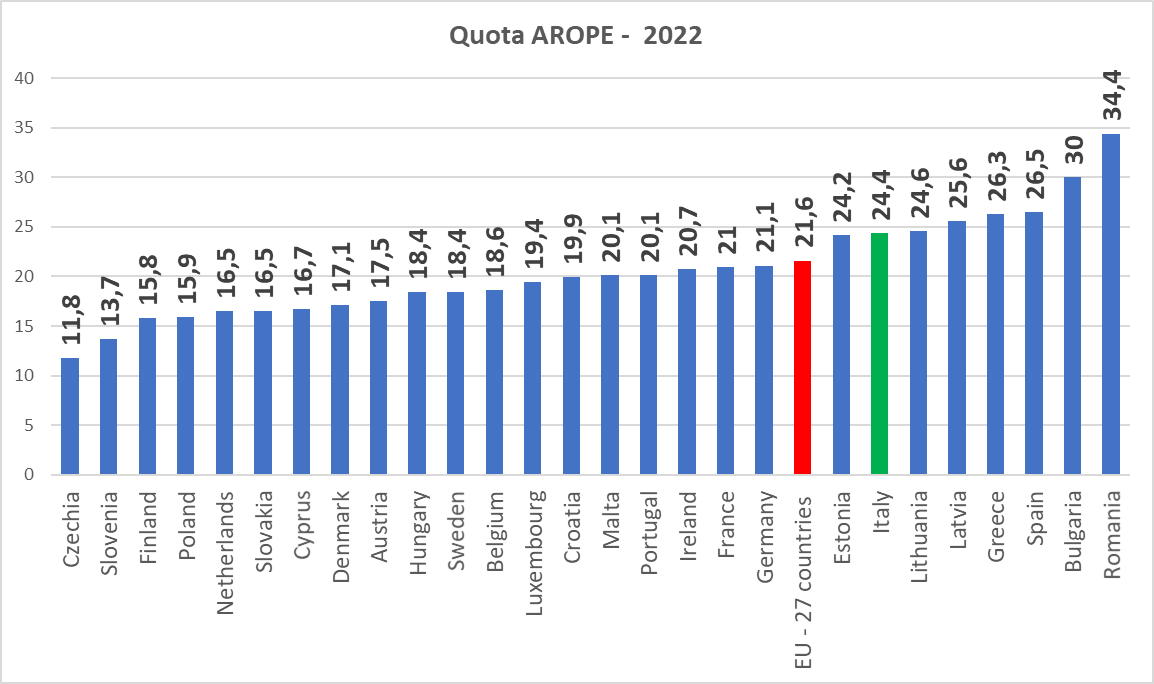 Quota AROPE -  2022
40
35
30
25
20
15
10
5
0
11,8
13,7
15,8
15,9
16,5
16,5
16,7
17,1
17,5
18,4
18,4
18,6
19,4
19,9
20,1
20,1
20,7
21
21,1
21,6
24,2
24,4
24,6
25,6
26,3
26,5
30
34,4
Czechia
Slovenia
Finland
Poland
Netherlands
Slovakia
Cyprus
Denmark
Austria
Hungary
Sweden
Belgium
Luxembourg
Croatia
Malta
Portugal
Ireland
France
Germany
EU - 27 countries
Estonia
Italy
Lithuania
Latvia
Greece
Spain
Bulgaria
Romania